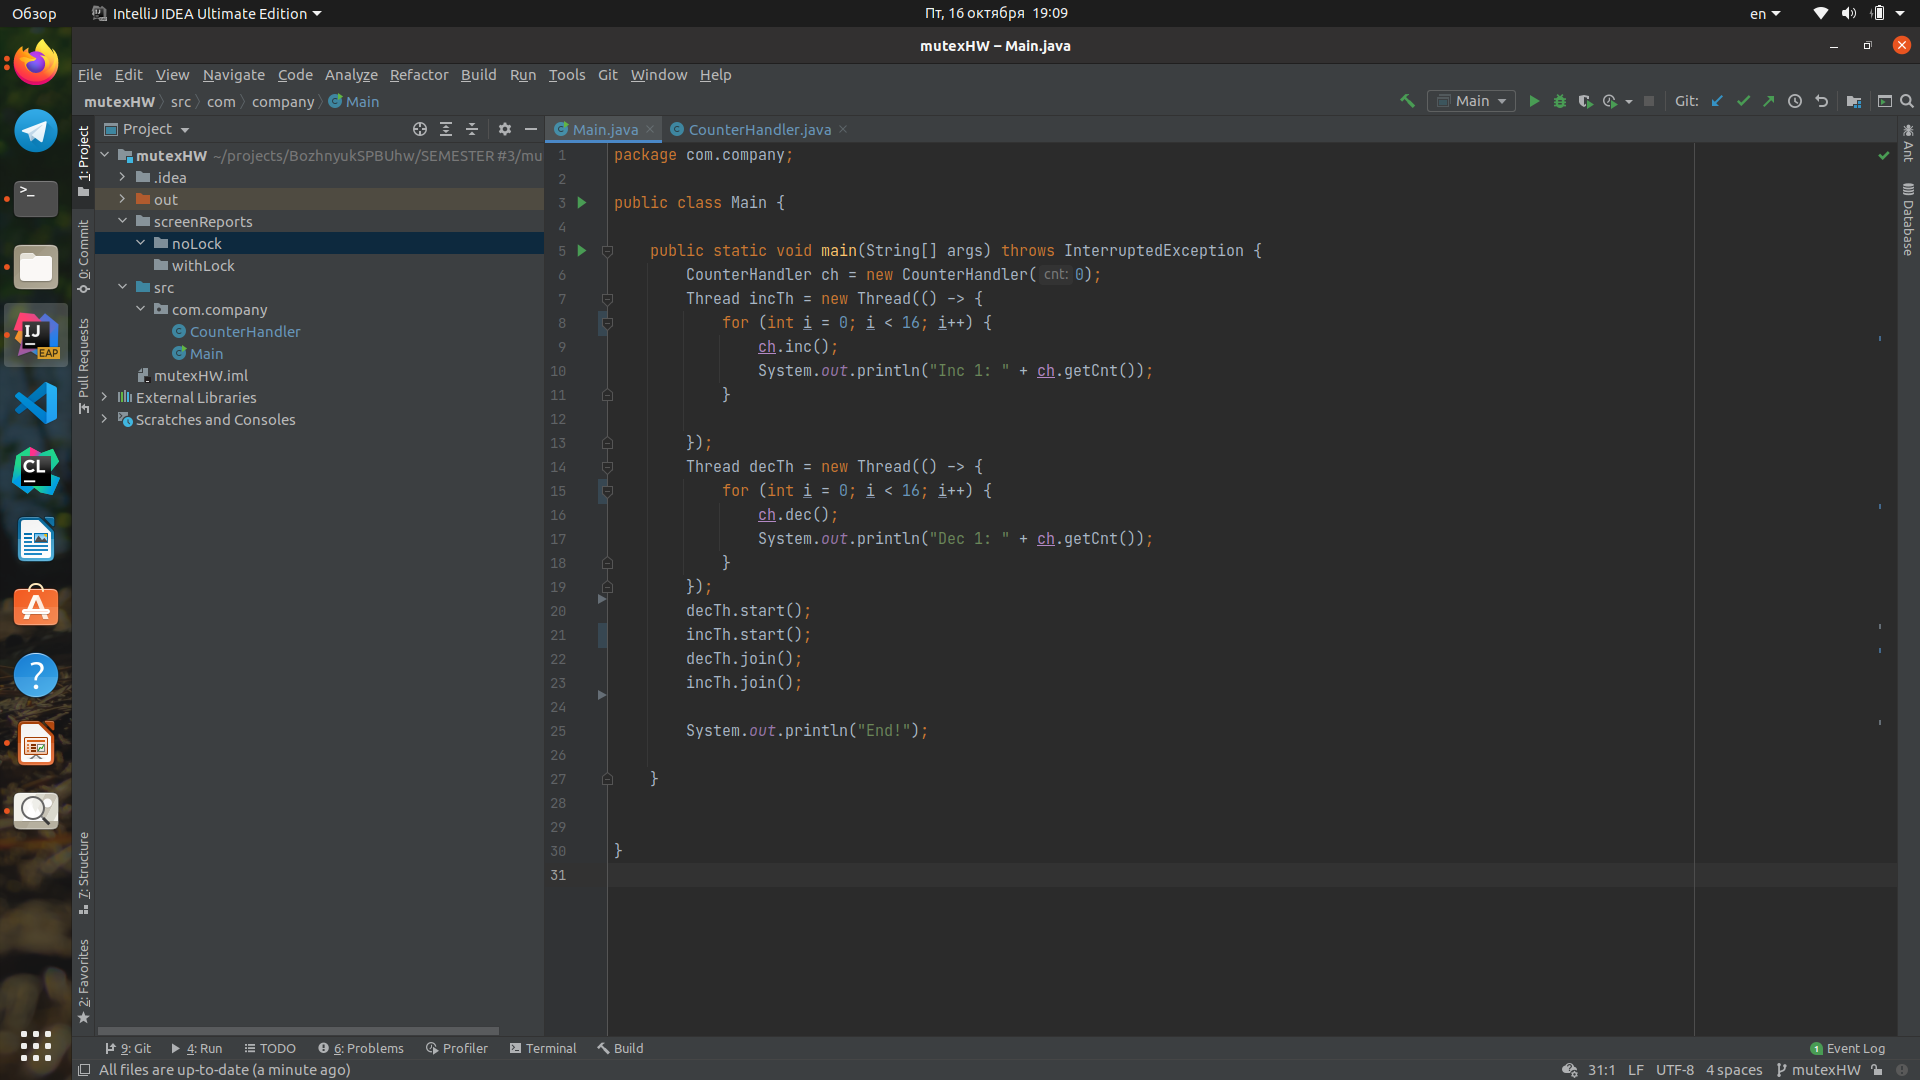 Обзор
IntelliJ IDEA Ultimate Edition
Пт, 16 октября 19:09
en
mutexHW – Main.java
File Edit View Navigate Code Analyze Refactor Build Run Tools Git Window Help
mutexHW src com company Main
Main
Git:
Project
Main.java
CounterHandler.java
mutexHW ~/projects/BozhnyukSPBUhw/SEMESTER #3/mu
.idea
out
screenReports
noLock
withLock
src
com.company
CounterHandler
Main
mutexHW.iml
External Libraries
Scratches and Consoles
1: Project
0: Commit
Pull Requests
7: Structure
2: Favorites
Ant
Database
IJ
EAP
CL
1 package com.company;
2
3 public class Main {
4
5 public static void main(String[] args) throws InterruptedException {
6 CounterHandler ch = new CounterHandler( cnt: 0);
7 Thread incTh = new Thread(() -> {
8 for (int i = 0; i < 16; i++) {
9 ch.inc();
10 System.out.println("Inc 1: " + ch.getCnt());
11 }
12
13 });
14 Thread decTh = new Thread(() -> {
15 for (int i = 0; i < 16; i++) {
16 ch.dec();
17 System.out.println("Dec 1: " + ch.getCnt());
18 }
19 });
20 decTh.start();
21 incTh.start();
22 decTh.join();
23 incTh.join();
24
25 System.out.println("End!");
26
27 }
28
29
30 }
31
9: Git 4: Run TODO 6: Problems Profiler Terminal Build
1 Event Log
All files are up-to-date (a minute ago)
31:1 LF UTF-8 4 spaces mutexHW